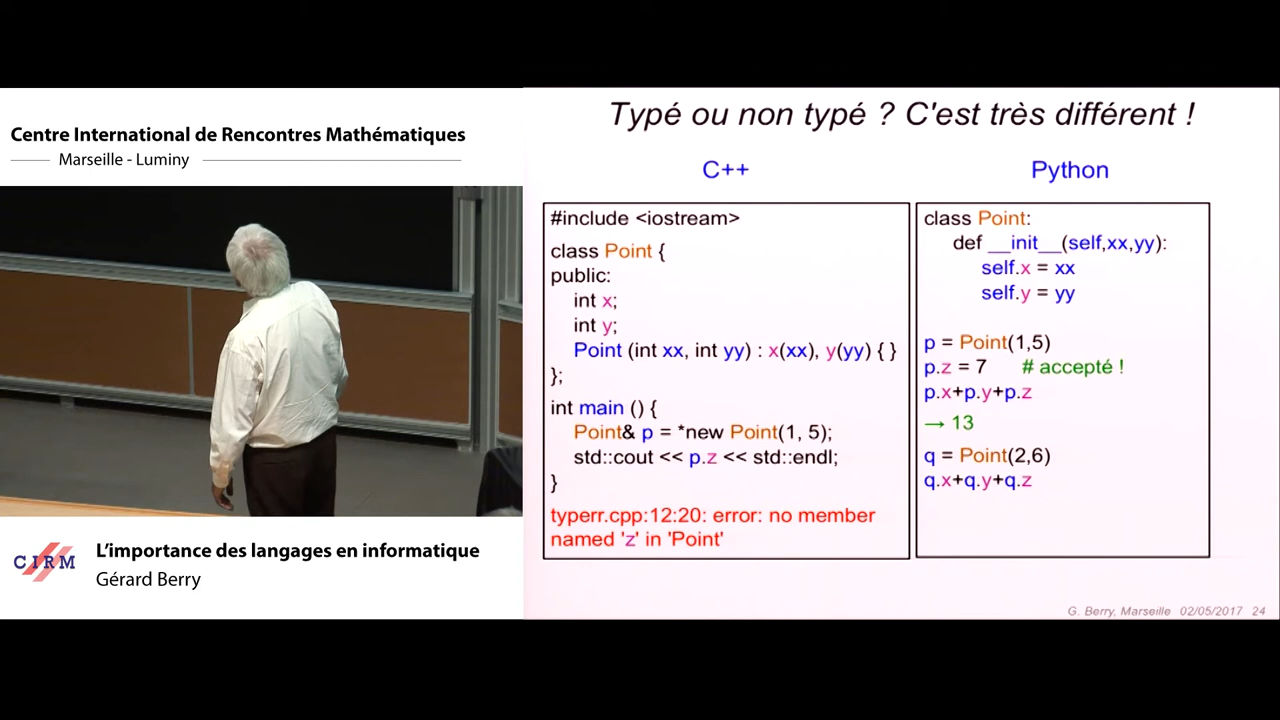 Centre International de Rencontres Mathématiques
Marseille - Luminy
CIRM
L'importance des langages en informatique
Gérard Berry
Typé ou non typé ? C'est très différent !
C++
#include <iostream>
class Point {
public:
int x;
int y;
Point (int xx, int yy) : x(xx), y(yy) { }
};
int main () {
Point& p = *new Point(1, 5);
std::cout << p.z << std::endl;
}
typerr.cpp:12:20: error: no member
named 'z' in 'Point'
Python
class Point:
def __init__(self,xx,yy):
self.x = xx
self.y = yy
p = Point(1,5)
p.z = 7 # accepté !
p.x+p.y+p.z
→ 13
q = Point(2,6)
q.x+q.y+q.z
G. Berry, Marseille 02/05/2017 24